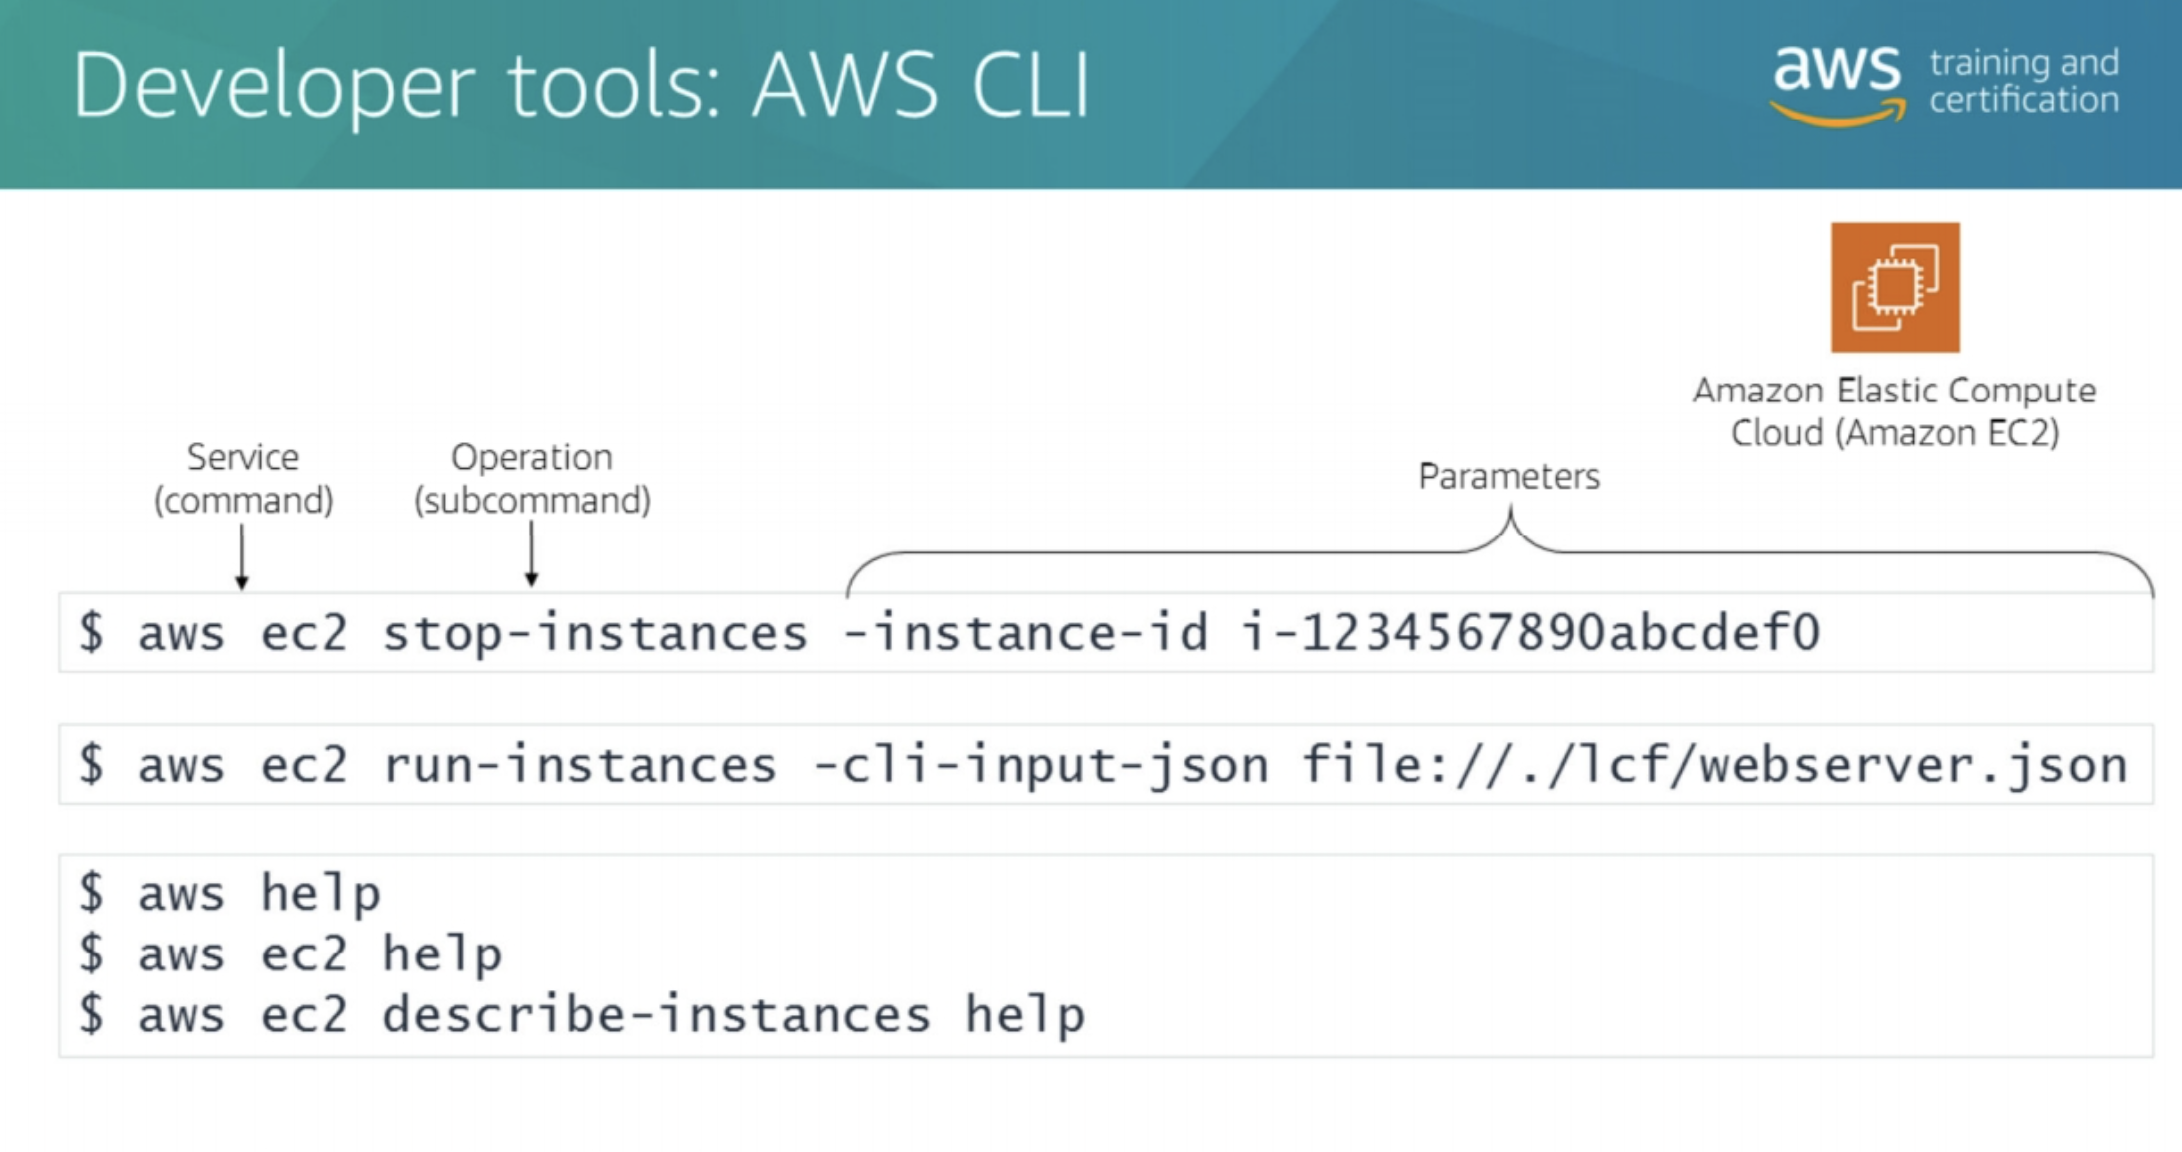 Developer tools: AWS CLI
aws training and
certification
Amazon Elastic Compute
Cloud (Amazon EC2)
Service
(command)
Operation
(subcommand)
Parameters
$ aws ec2 stop-instances -instance-id i-1234567890abcdef0
$ aws ec2 run-instances -cli-input-json file://./lcf/webserver.json
$ aws help
$ aws ec2 help
$ aws ec2 describe-instances help